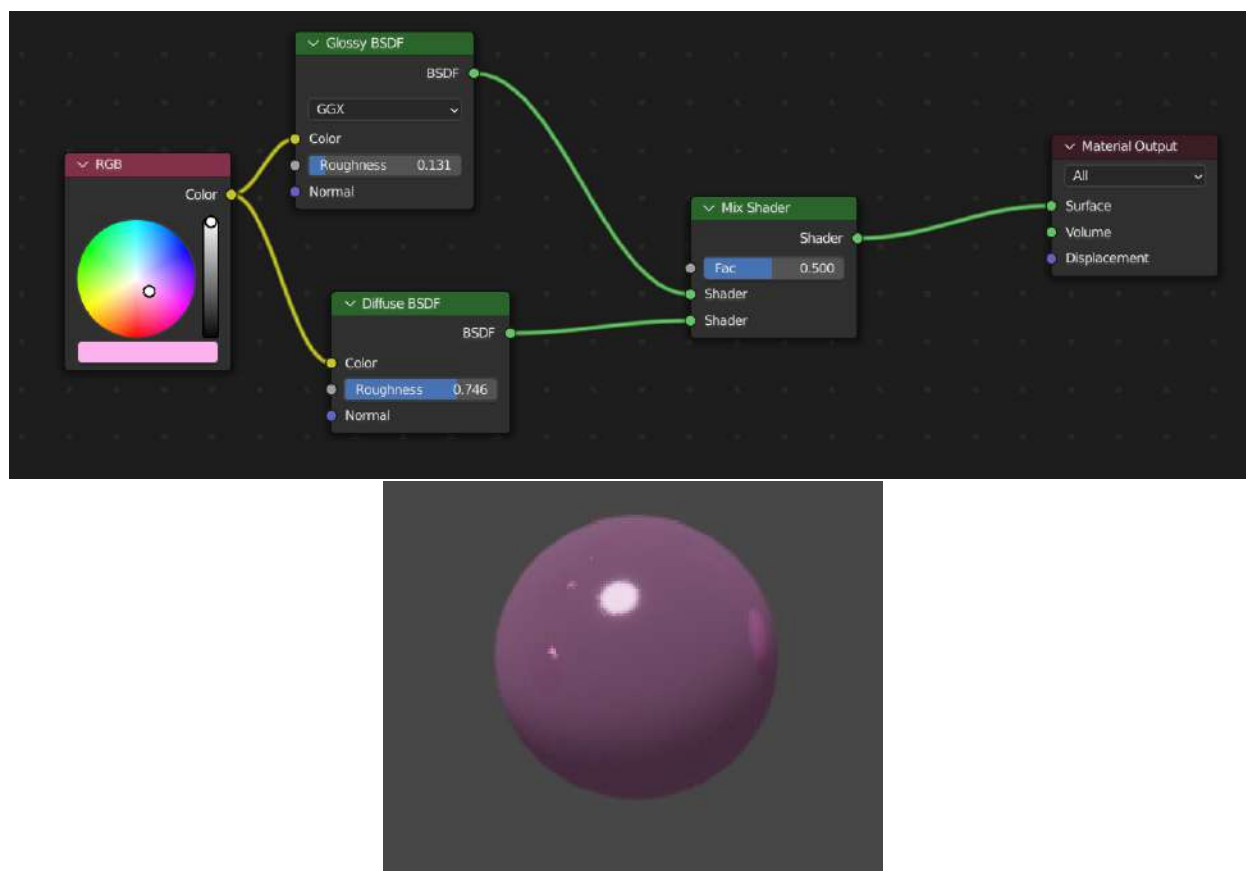 Glossy BSDF
BSDF
GGX
Color
Roughness 0.131
Normal
RGB
Color
Diffuse BSDF
BSDF
Color
Roughness 0.746
Normal
Mix Shader
Shader
Fac 0.500
Shader
Shader
Material Output
All
Surface
Volume
Displacement